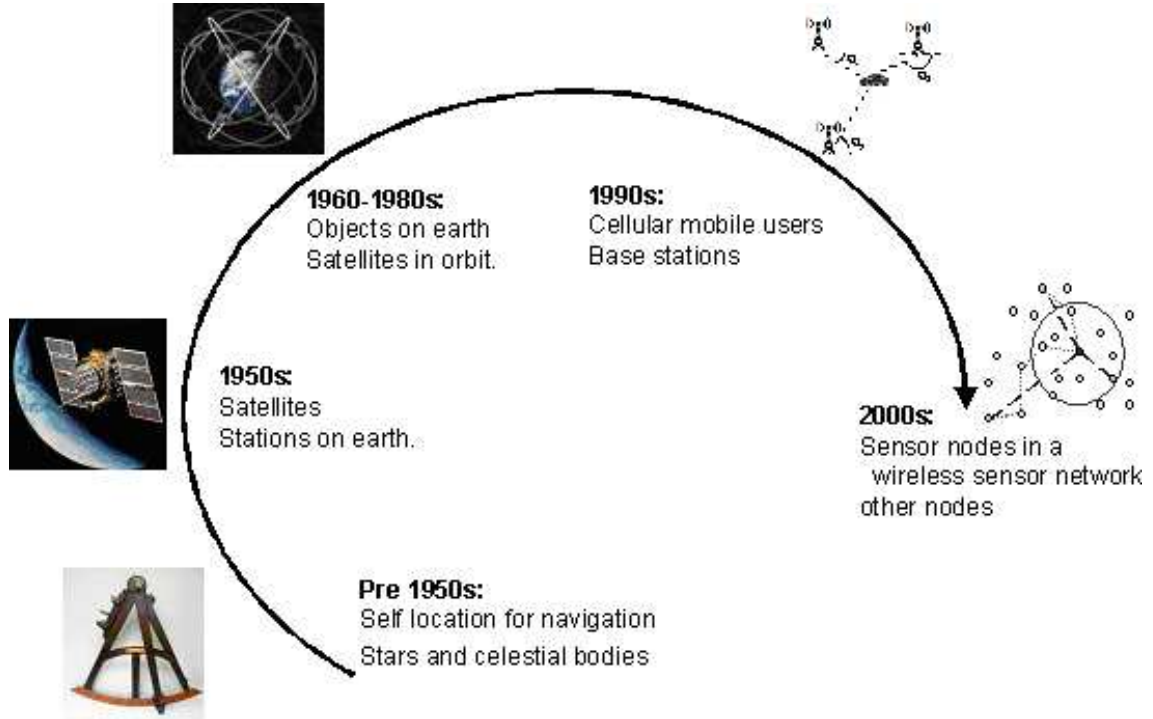 1960-1980s:
Objects on earth
Satellites in orbit.
1990s:
Cellular mobile users
Base stations
1950s:
Satellites
Stations on earth.
2000s:
Sensor nodes in a
wireless sensor network
other nodes
Pre 1950s:
Self location for navigation
Stars and celestial bodies